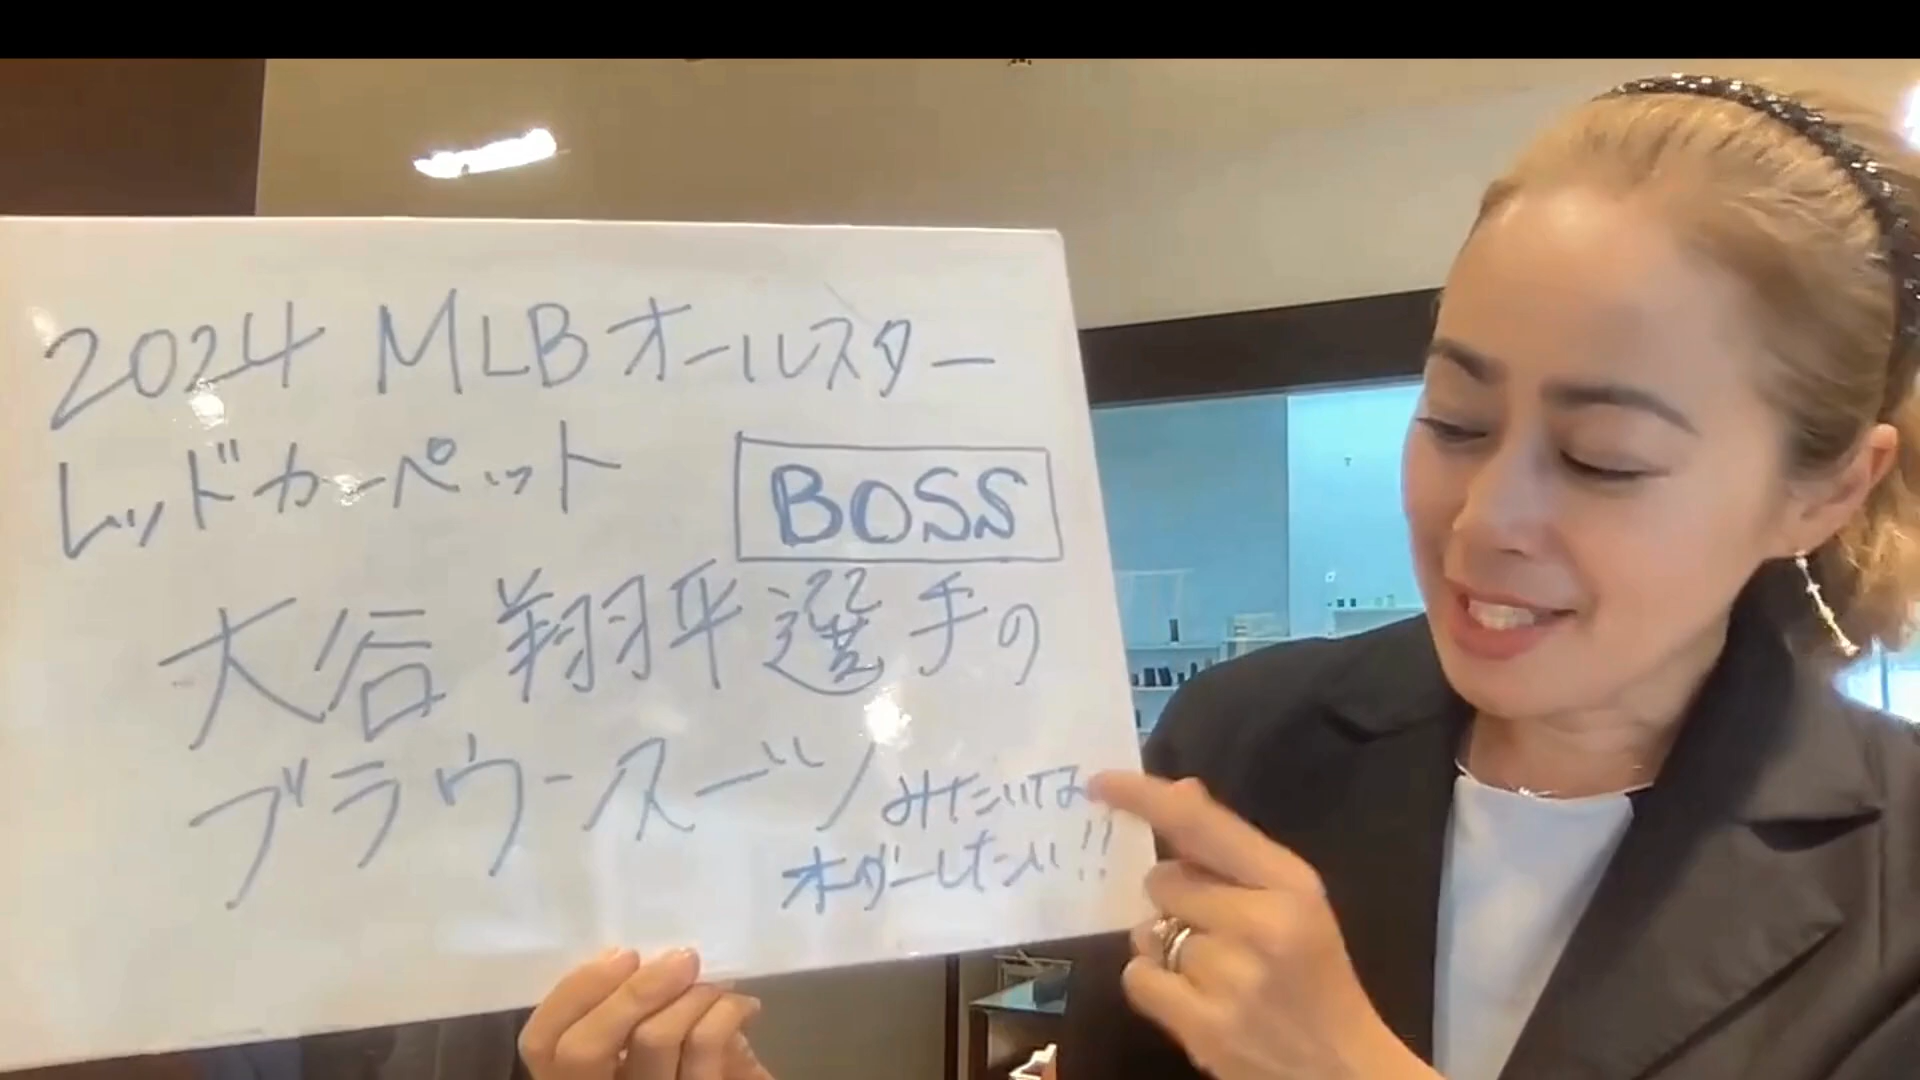 2024 MLBオールスター
レッドカーペット
BOSS
大谷翔平選手の
ブラウースーツみたいな
オーダーしたい!!